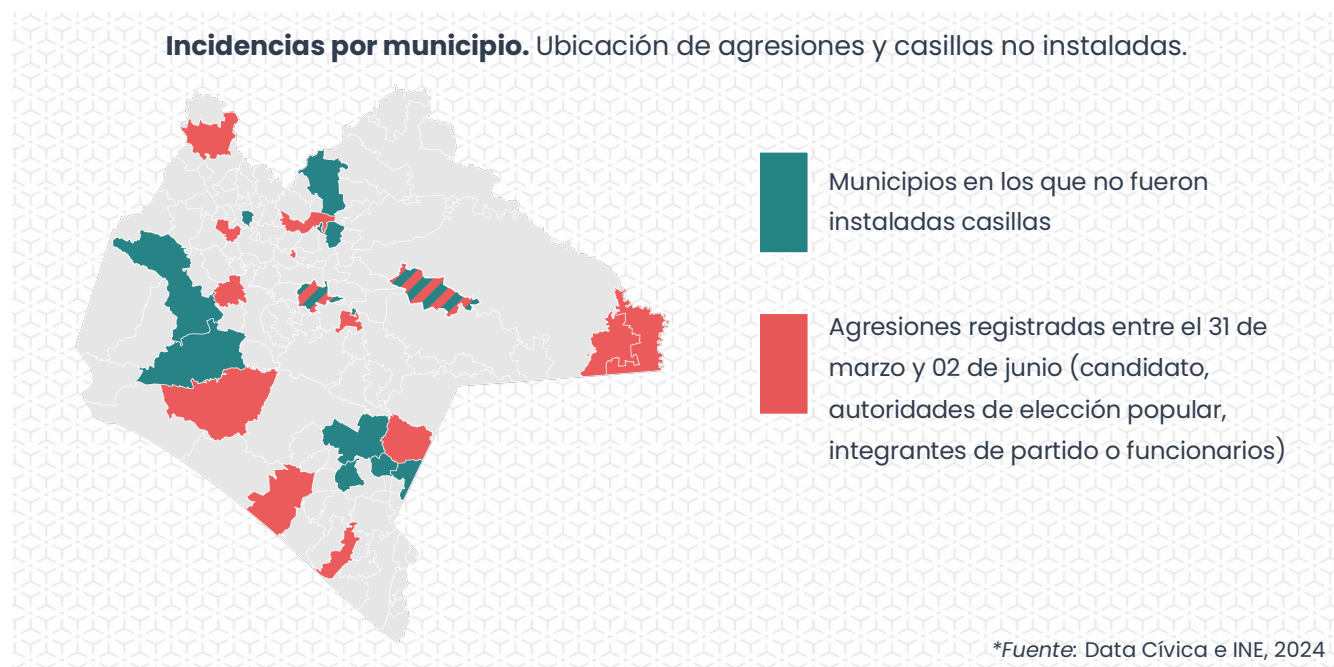 Incidencias por municipio. Ubicación de agresiones y casillas no instaladas.
Municipios en los que no fueron
instaladas casillas
Agresiones registradas entre el 31 de
marzo y 02 de junio (candidato,
autoridades de elección popular,
integrantes de partido o funcionarios)
*Fuente: Data Cívica e INE, 2024